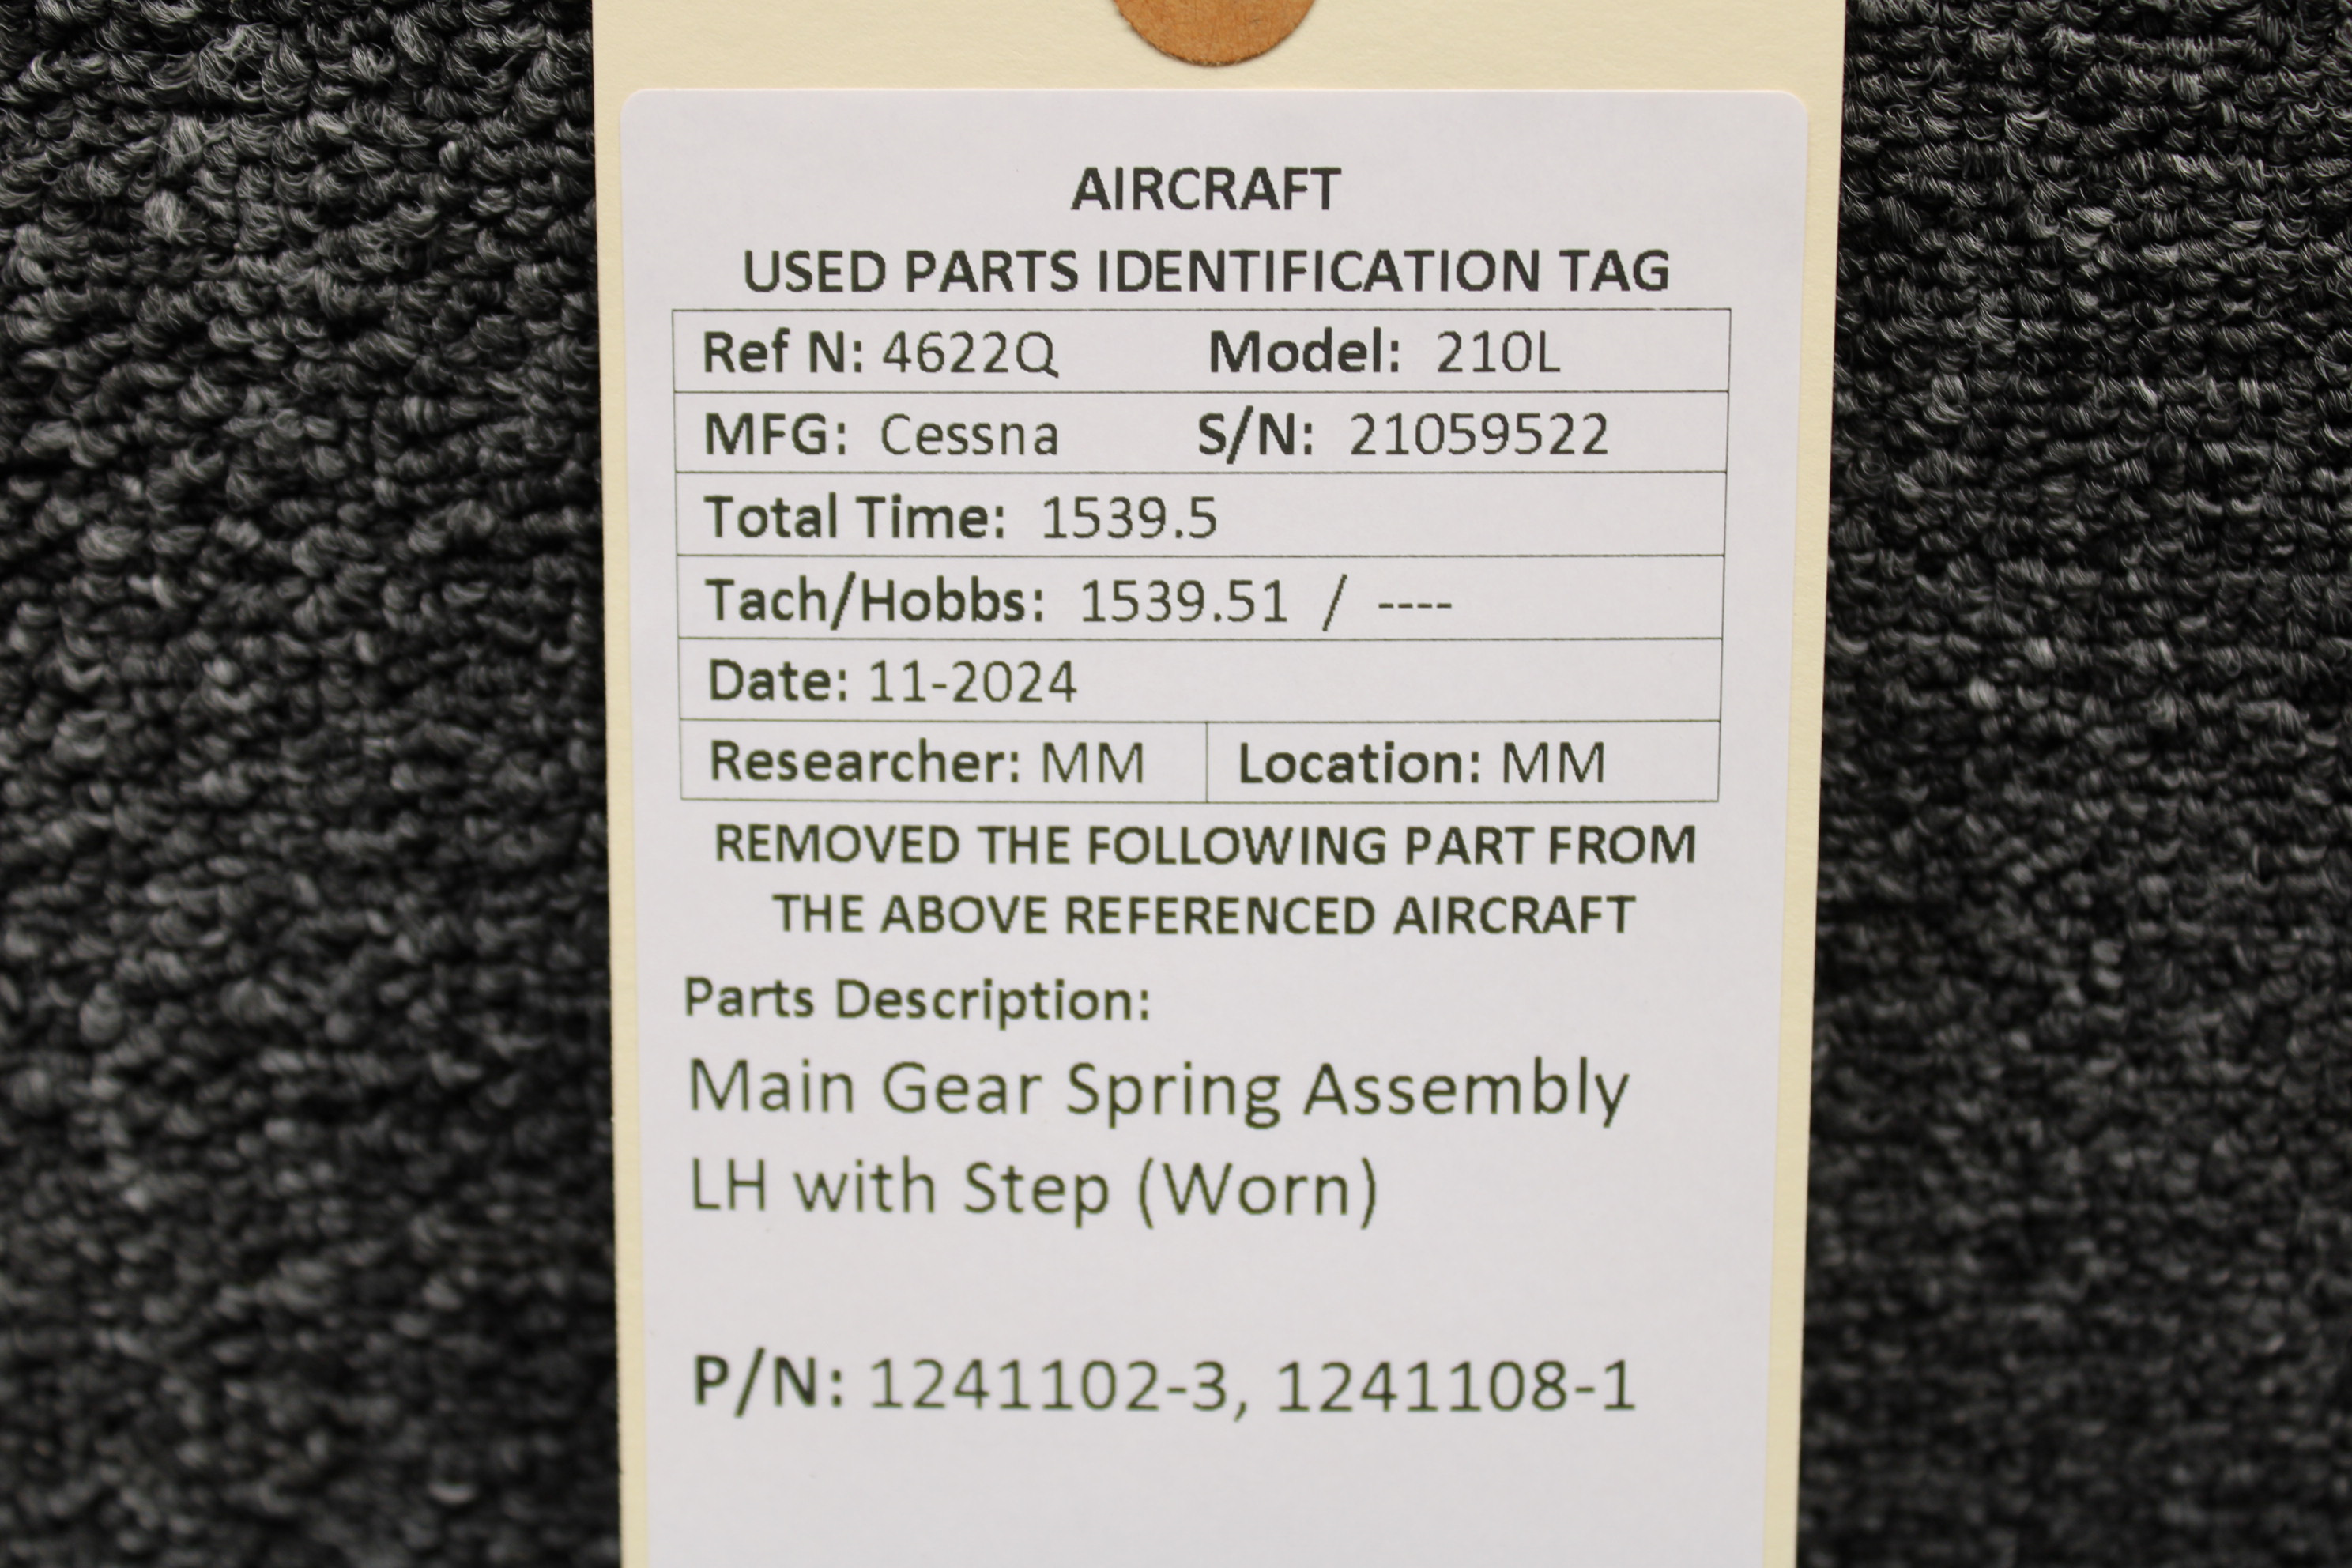 AIRCRAFT
USED PARTS IDENTIFICATION TAG
Ref N: 4622Q Model: 210L
MFG: Cessna S/N: 21059522
Total Time: 1539.5
Tach/Hobbs: 1539.51 / ----
Date: 11-2024
Researcher: MM Location: MM
REMOVED THE FOLLOWING PART FROM
THE ABOVE REFERENCED AIRCRAFT
Parts Description:
Main Gear Spring Assembly
LH with Step (Worn)
P/N: 1241102-3, 1241108-1